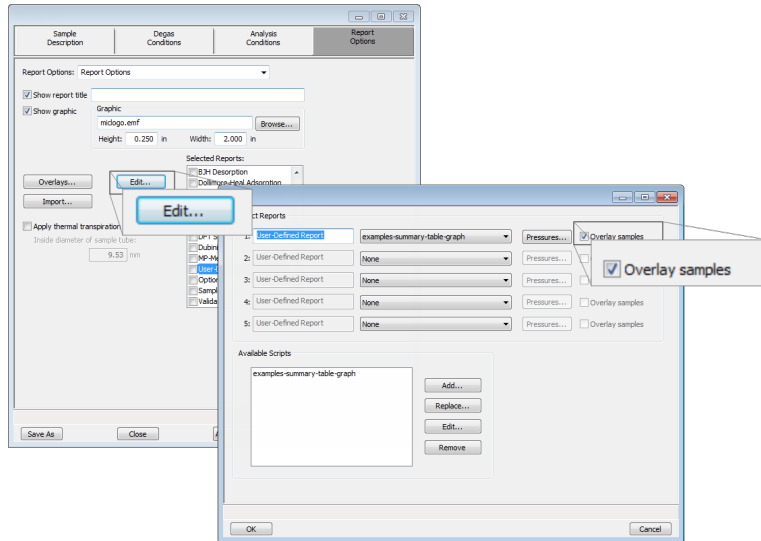 Sample Description
Degas Conditions
Analysis Conditions
Report Options
Report Options: Report Options
Show report title
Show graphic
Graphic
miclogo.emf
Browse...
Height: 0.250 in Width: 2.000 in
Selected Reports:
BJH Desorption
Dollimore-Heal Adsorption
Overlays...
Edit...
Import...
Edit...
Apply thermal transpiration
Inside diameter of sample tube:
9.53 mm
DFT S
Dubini
MP-Me
User-
Option
Sampl
Valida
Save As
Close
A
ct Reports
1: User-Defined Report examples-summary-table-graph Pressures... Overlay samples
Overlay samples
2: User-Defined Report None Pressures...
3: User-Defined Report None Pressures...
4: User-Defined Report None Pressures... Overlay samples
5: User-Defined Report None Pressures... Overlay samples
Available Scripts
examples-summary-table-graph
Add...
Replace...
Edit...
Remove
OK
Cancel